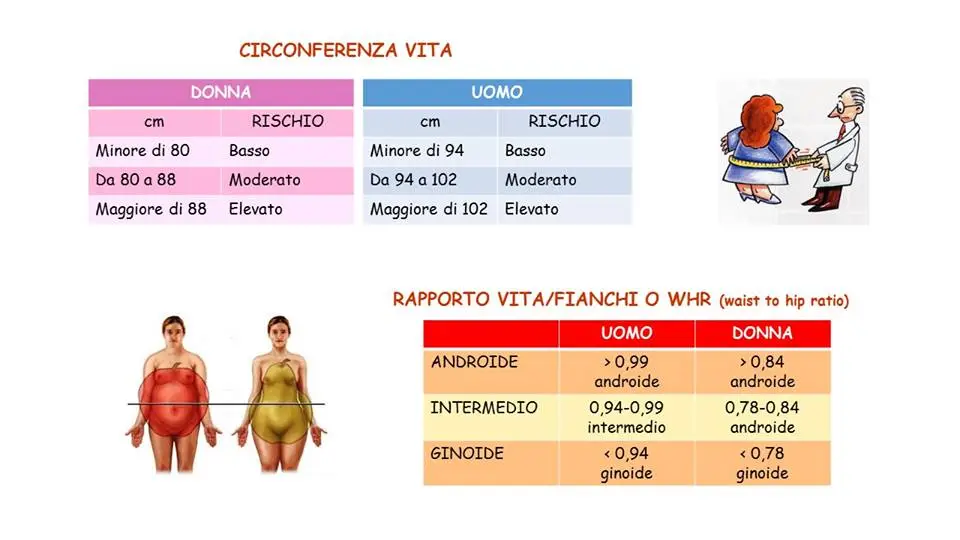 CIRCONFERENZA VITA
DONNA
cm RISCHIO
Minore di 80 Basso
Da 80 a 88 Moderato
Maggiore di 88 Elevato
UOMO
cm RISCHIO
Minore di 94 Basso
Da 94 a 102 Moderato
Maggiore di 102 Elevato
RAPPORTO VITA/FIANCHI O WHR (waist to hip ratio)
UOMO DONNA
ANDROIDE > 0,99 > 0,84
androide androide
INTERMEDIO 0,94-0,99 0,78-0,84
intermedio androide
GINOIDE < 0,94 < 0,78
ginoide ginoide